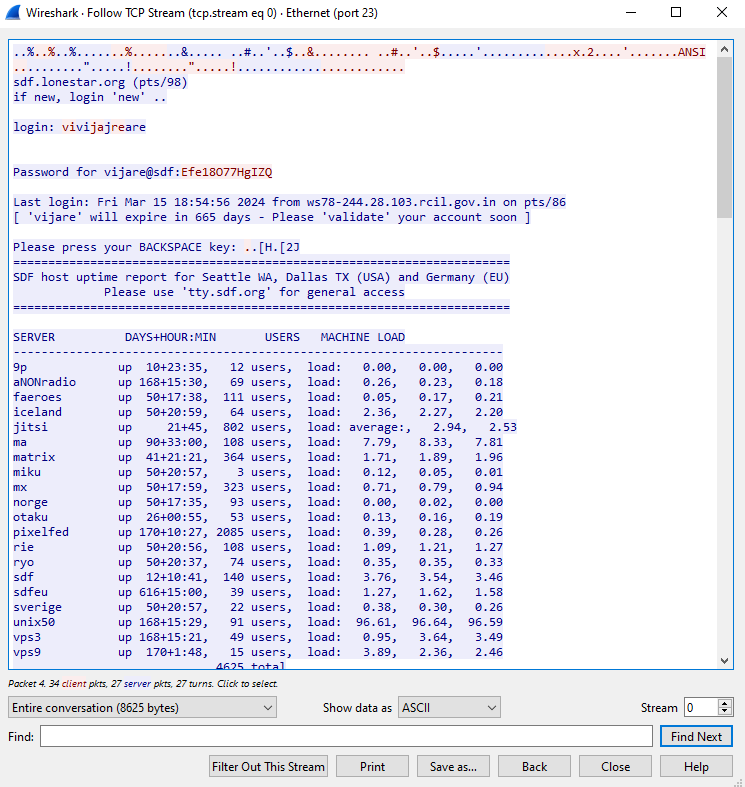 Wireshark · Follow TCP Stream (tcp.stream eq 0) · Ethernet (port 23)
..%..%..%.......%.......&..... ..#..'..$..&........ ..#..'..$.....'.............x.2....'.......ANSI
..........".....!........".....!........................
sdf.lonestar.org (pts/98)
if new, login 'new' ..
login: vivijajreare
Password for vijare@sdf:Efe18O77HgIZQ
Last login: Fri Mar 15 18:54:56 2024 from ws78-244.28.103.rcil.gov.in on pts/86
[ 'vijare' will expire in 665 days - Please 'validate' your account soon ]
Please press your BACKSPACE key: ..[H.[2J
=======================================================================
SDF host uptime report for Seattle WA, Dallas TX (USA) and Germany (EU)
Please use 'tty.sdf.org' for general access
=======================================================================
SERVER DAYS+HOUR:MIN USERS MACHINE LOAD
----------------------------------------------------------------------
9p up 10+23:35, 12 users, load: 0.00, 0.00, 0.00
aNONradio up 168+15:30, 69 users, load: 0.26, 0.23, 0.18
faeroes up 50+17:38, 111 users, load: 0.05, 0.17, 0.21
iceland up 50+20:59, 64 users, load: 2.36, 2.27, 2.20
jitsi up 21+45, 802 users, load: average:, 2.94, 2.53
ma up 90+33:00, 108 users, load: 7.79, 8.33, 7.81
matrix up 41+21:21, 364 users, load: 1.71, 1.89, 1.96
miku up 50+20:57, 3 users, load: 0.12, 0.05, 0.01
mx up 50+17:59, 323 users, load: 0.71, 0.79, 0.94
norge up 50+17:35, 93 users, load: 0.00, 0.02, 0.00
otaku up 26+00:55, 53 users, load: 0.13, 0.16, 0.19
pixelfed up 170+10:27, 2085 users, load: 0.39, 0.28, 0.26
rie up 50+20:56, 108 users, load: 1.09, 1.21, 1.27
ryo up 50+20:37, 74 users, load: 0.35, 0.35, 0.33
sdf up 12+10:41, 140 users, load: 3.76, 3.54, 3.46
sdfeu up 616+15:00, 39 users, load: 1.27, 1.62, 1.58
sverige up 50+20:57, 22 users, load: 0.38, 0.30, 0.26
unix50 up 168+15:29, 91 users, load: 96.61, 96.64, 96.59
vps3 up 168+15:21, 49 users, load: 0.95, 3.64, 3.49
vps9 up 170+1:48, 15 users, load: 3.89, 2.36, 2.46
4625 total
Packet 4. 34 client pkts, 27 server pkts, 27 turns. Click to select.
Entire conversation (8625 bytes) Show data as ASCII Stream 0
Find: Find Next
Filter Out This Stream Print Save as... Back Close Help